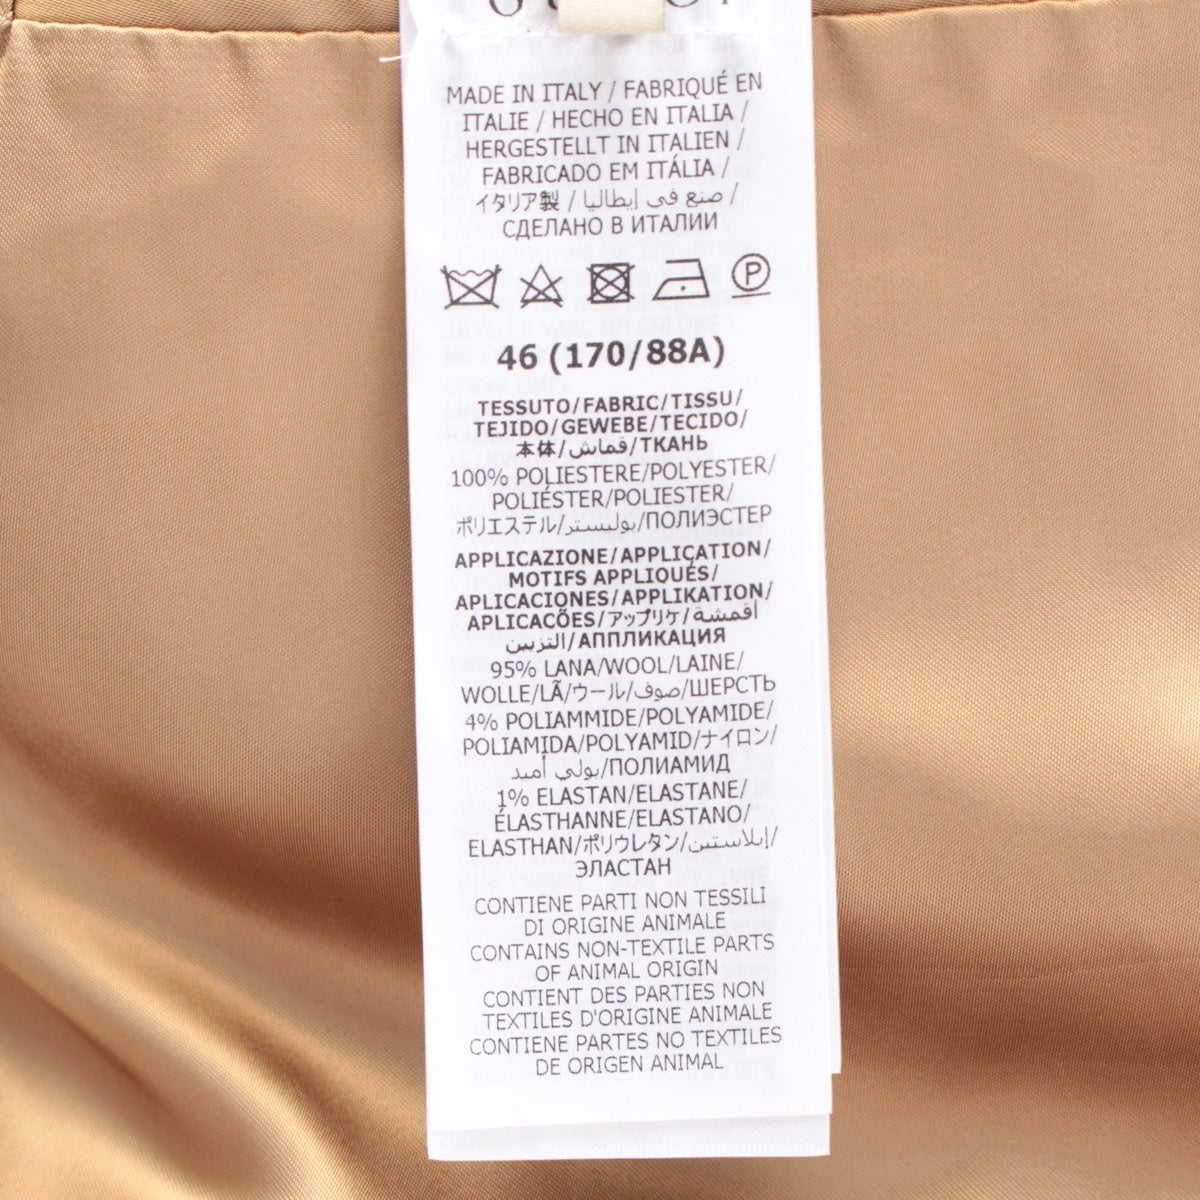 MADE IN ITALY / FABRIQUÉ EN
ITALIE / HECHO EN ITALIA /
HERGESTELLT IN ITALIEN /
FABRICADO EM ITÁLIA /
イタリア製 / صنع في إيطاليا /
СДЕЛАНО В ИТАЛИИ
P
46 (170/88A)
TESSUTO/FABRIC/TISSU/
TEJIDO/GEWEBE/TECIDO/
本体/قماش/ТКАНЬ
100% POLIESTERE/POLYESTER/
POLIÉSTER/POLIESTER/
ポリエステル/بوليستر/ПОЛИЭСТЕР
APPLICAZIONE/APPLICATION/
MOTIFS APPLIQUÉS/
APLICACIONES/APPLIKATION/
APLICAÇÕES/アップリケ/أقمشة
التزيين/АППЛИКАЦИЯ
95% LANA/WOOL/LAINE/
WOLLE/LÃ/ウール/صوف/ШЕРСТЬ
4% POLIAMMIDE/POLYAMIDE/
POLIAMIDA/POLYAMID/ナイロン/
بولي أميد/ПОЛИАМИД
1% ELASTAN/ELASTANE/
ÉLASTHANNE/ELASTANO/
ELASTHAN/ポリウレタン/إيلاستين/
ЭЛАСТАН
CONTIENE PARTI NON TESSILI
DI ORIGINE ANIMALE
CONTAINS NON-TEXTILE PARTS
OF ANIMAL ORIGIN
CONTIENT DES PARTIES NON
TEXTILES D'ORIGINE ANIMALE
CONTIENE PARTES NO TEXTILES
DE ORIGEN ANIMAL